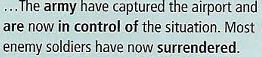 ...The army have captured the airport and
are now in control of the situation. Most
enemy soldiers have now surrendered.